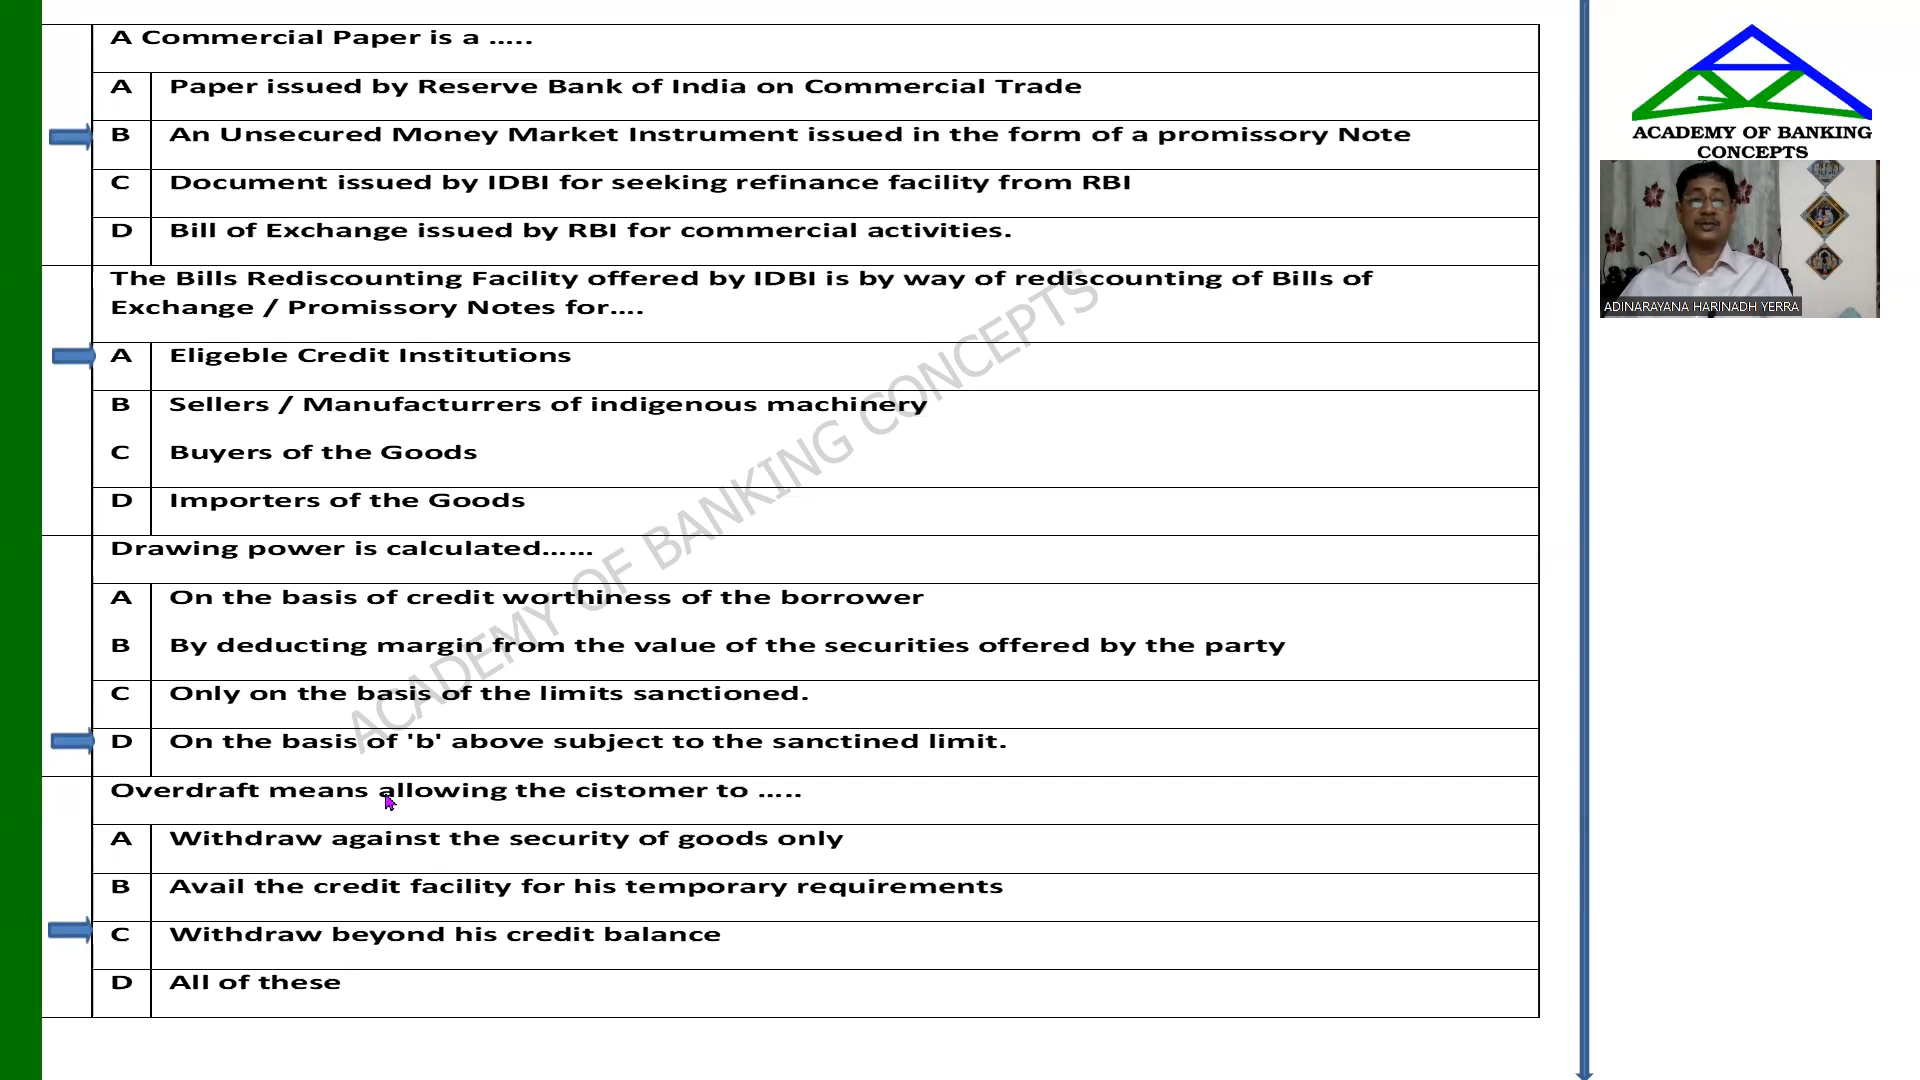 A Commercial Paper is a .....
A Paper issued by Reserve Bank of India on Commercial Trade
B An Unsecured Money Market Instrument issued in the form of a promissory Note
C Document issued by IDBI for seeking refinance facility from RBI
D Bill of Exchange issued by RBI for commercial activities.
The Bills Rediscounting Facility offered by IDBI is by way of rediscounting of Bills of
Exchange / Promissory Notes for....
A Eligeble Credit Institutions
B Sellers / Manufacturrers of indigenous machinery
C Buyers of the Goods
D Importers of the Goods
Drawing power is calculated......
A On the basis of credit worthiness of the borrower
B By deducting margin from the value of the securities offered by the party
C Only on the basis of the limits sanctioned.
D On the basis of 'b' above subject to the sanctined limit.
Overdraft means allowing the cistomer to .....
A Withdraw against the security of goods only
B Avail the credit facility for his temporary requirements
C Withdraw beyond his credit balance
D All of these
ACADEMY OF BANKING CONCEPTS
ACADEMY OF BANKING
CONCEPTS
ADINARAYANA HARINADH YERRA